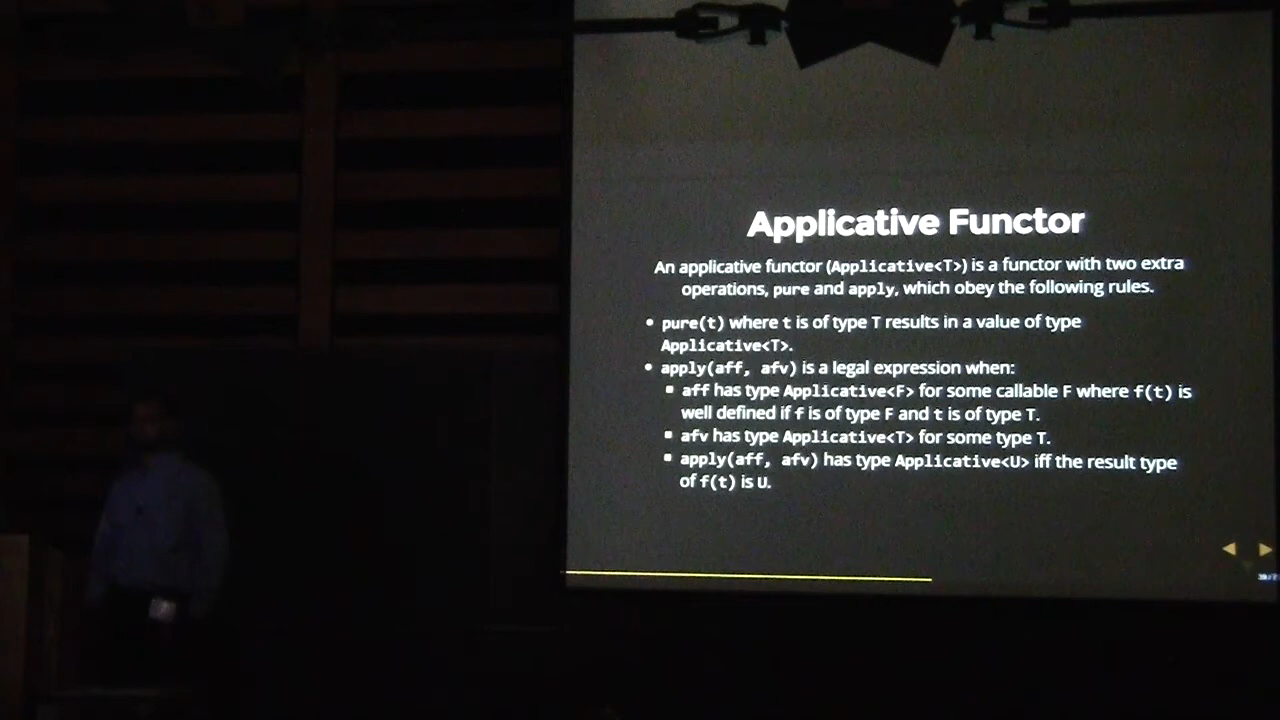 Applicative Functor
An applicative functor (Applicative<T>) is a functor with two extra
operations, pure and apply, which obey the following rules.
• pure(t) where t is of type T results in a value of type
Applicative<T>.
• apply(aff, afv) is a legal expression when:
▪ aff has type Applicative<F> for some callable F where f(t) is
well defined if f is of type F and t is of type T.
▪ afv has type Applicative<T> for some type T.
▪ apply(aff, afv) has type Applicative<U> iff the result type
of f(t) is U.